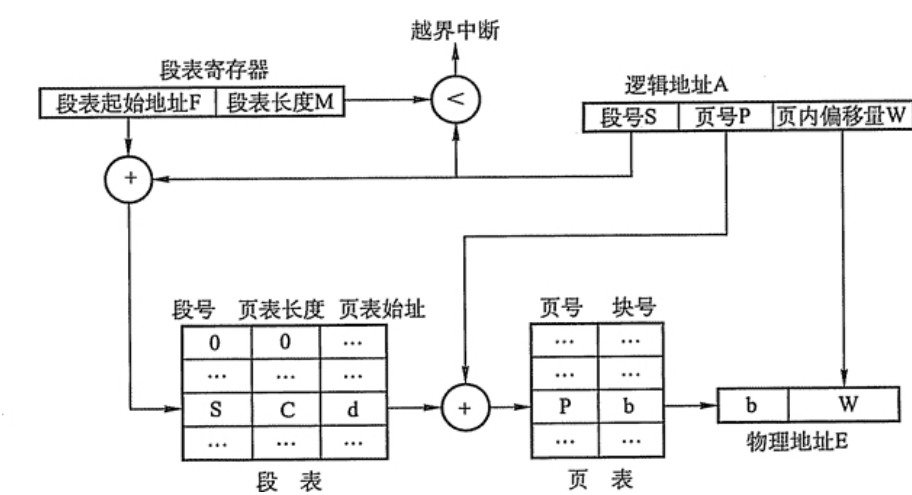 越界中断
段表寄存器
段表起始地址F 段表长度M
<
逻辑地址A
段号S 页号P 页内偏移量W
+
段号 页表长度 页表始址
0 0 …
… … …
S C d
… … …
段 表
+
页号 块号
… …
… …
P b
… …
页 表
b W
物理地址E